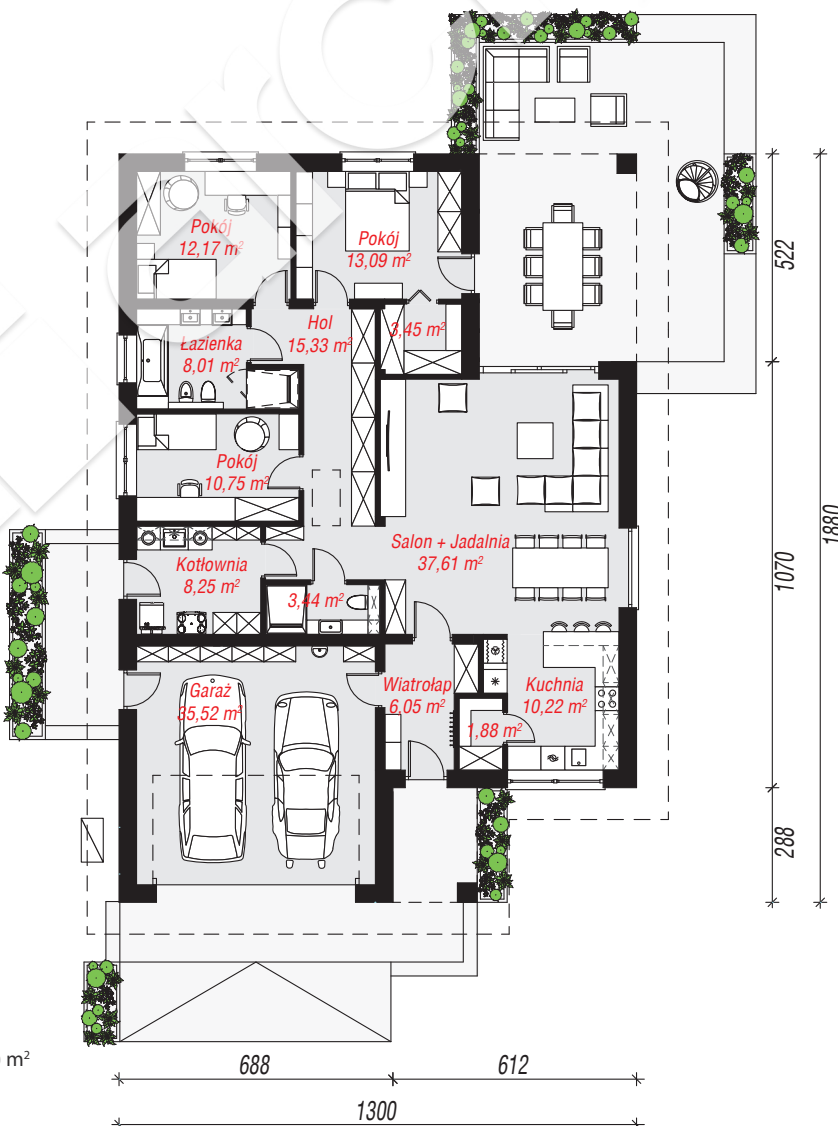 Pokój
12,17 m²
Pokój
13,09 m²
Hol
15,33 m²
3,45 m²
Łazienka
8,01 m²
Pokój
10,75 m²
Salon + Jadalnia
37,61 m²
Kotłownia
8,25 m²
3,44 m²
Garaż
35,52 m²
Wiatrołap
6,05 m²
Kuchnia
10,22 m²
1,88 m²
522
1070
1880
288
m²
688
612
1300